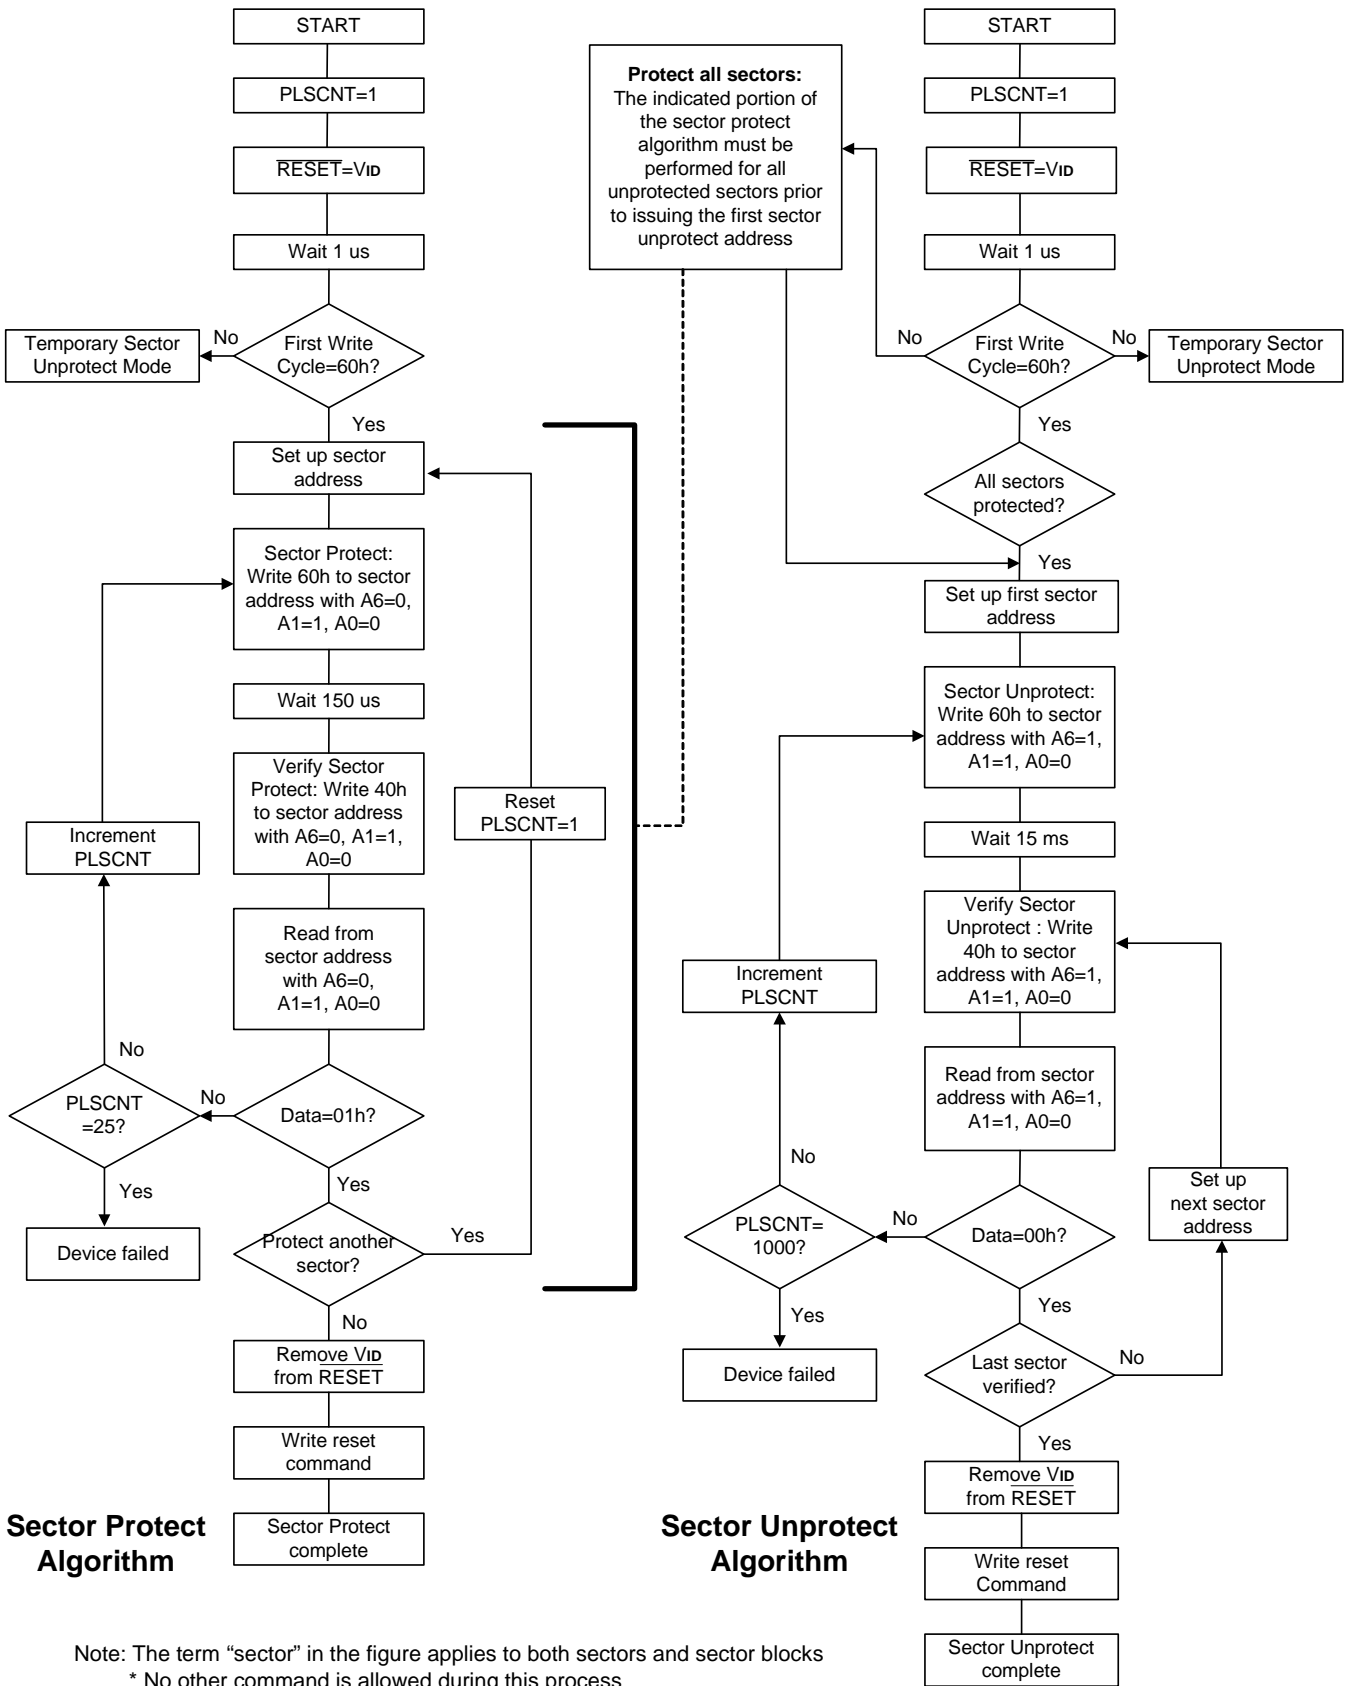 START
PLSCNT=1
RESET=VID
Wait 1 us
First Write
Cycle=60h?
No
Temporary Sector
Unprotect Mode
Yes
Set up sector
address
Sector Protect:
Write 60h to sector
address with A6=0,
A1=1, A0=0
Wait 150 us
Verify Sector
Protect: Write 40h
to sector address
with A6=0, A1=1,
A0=0
Reset
PLSCNT=1
Increment
PLSCNT
Read from
sector address
with A6=0,
A1=1, A0=0
No
Data=01h?
No
PLSCNT
=25?
Yes
Device failed
Yes
Protect another
sector?
Yes
No
Remove VID
from RESET
Write reset
command
Sector Protect
complete
Sector Protect
Algorithm
Protect all sectors:
The indicated portion of
the sector protect
algorithm must be
performed for all
unprotected sectors prior
to issuing the first sector
unprotect address
START
PLSCNT=1
RESET=VID
Wait 1 us
No
First Write
Cycle=60h?
No
Temporary Sector
Unprotect Mode
Yes
All sectors
protected?
Yes
Set up first sector
address
Sector Unprotect:
Write 60h to sector
address with A6=1,
A1=1, A0=0
Wait 15 ms
Verify Sector
Unprotect : Write
40h to sector
address with A6=1,
A1=1, A0=0
Increment
PLSCNT
Read from sector
address with A6=1,
A1=1, A0=0
No
Set up
next sector
address
PLSCNT=
1000?
No
Data=00h?
Yes
Device failed
Yes
Last sector
verified?
No
Yes
Remove VID
from RESET
Write reset
Command
Sector Unprotect
complete
Sector Unprotect
Algorithm
Note: The term “sector” in the figure applies to both sectors and sector blocks
* No other command is allowed during this process